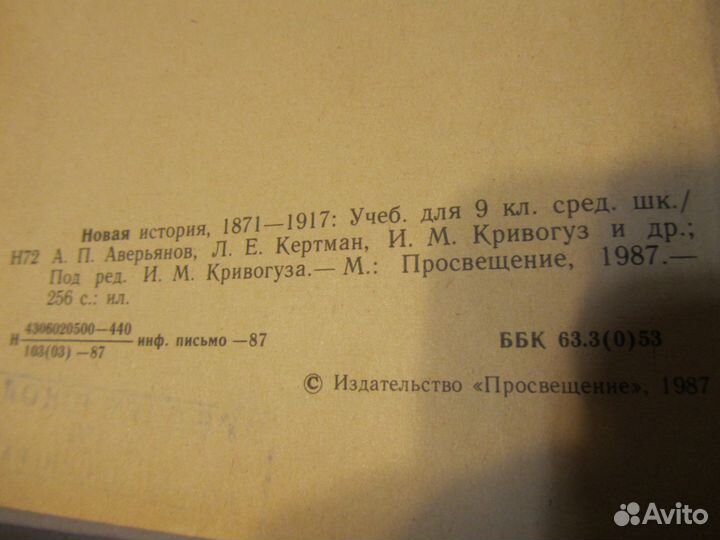 Новая история, 1871—1917: Учеб. для 9 кл. сред. шк./
Н72 А. П. Аверьянов, Л. Е. Кертман, И. М. Кривогуз и др.;
Под ред. И. М. Кривогуза.— М.: Просвещение, 1987.—
256 с.: ил.
4306020500—440
Н инф. письмо —87 ББК 63.3(0)53
103(03) —87
© Издательство «Просвещение», 1987
Avito